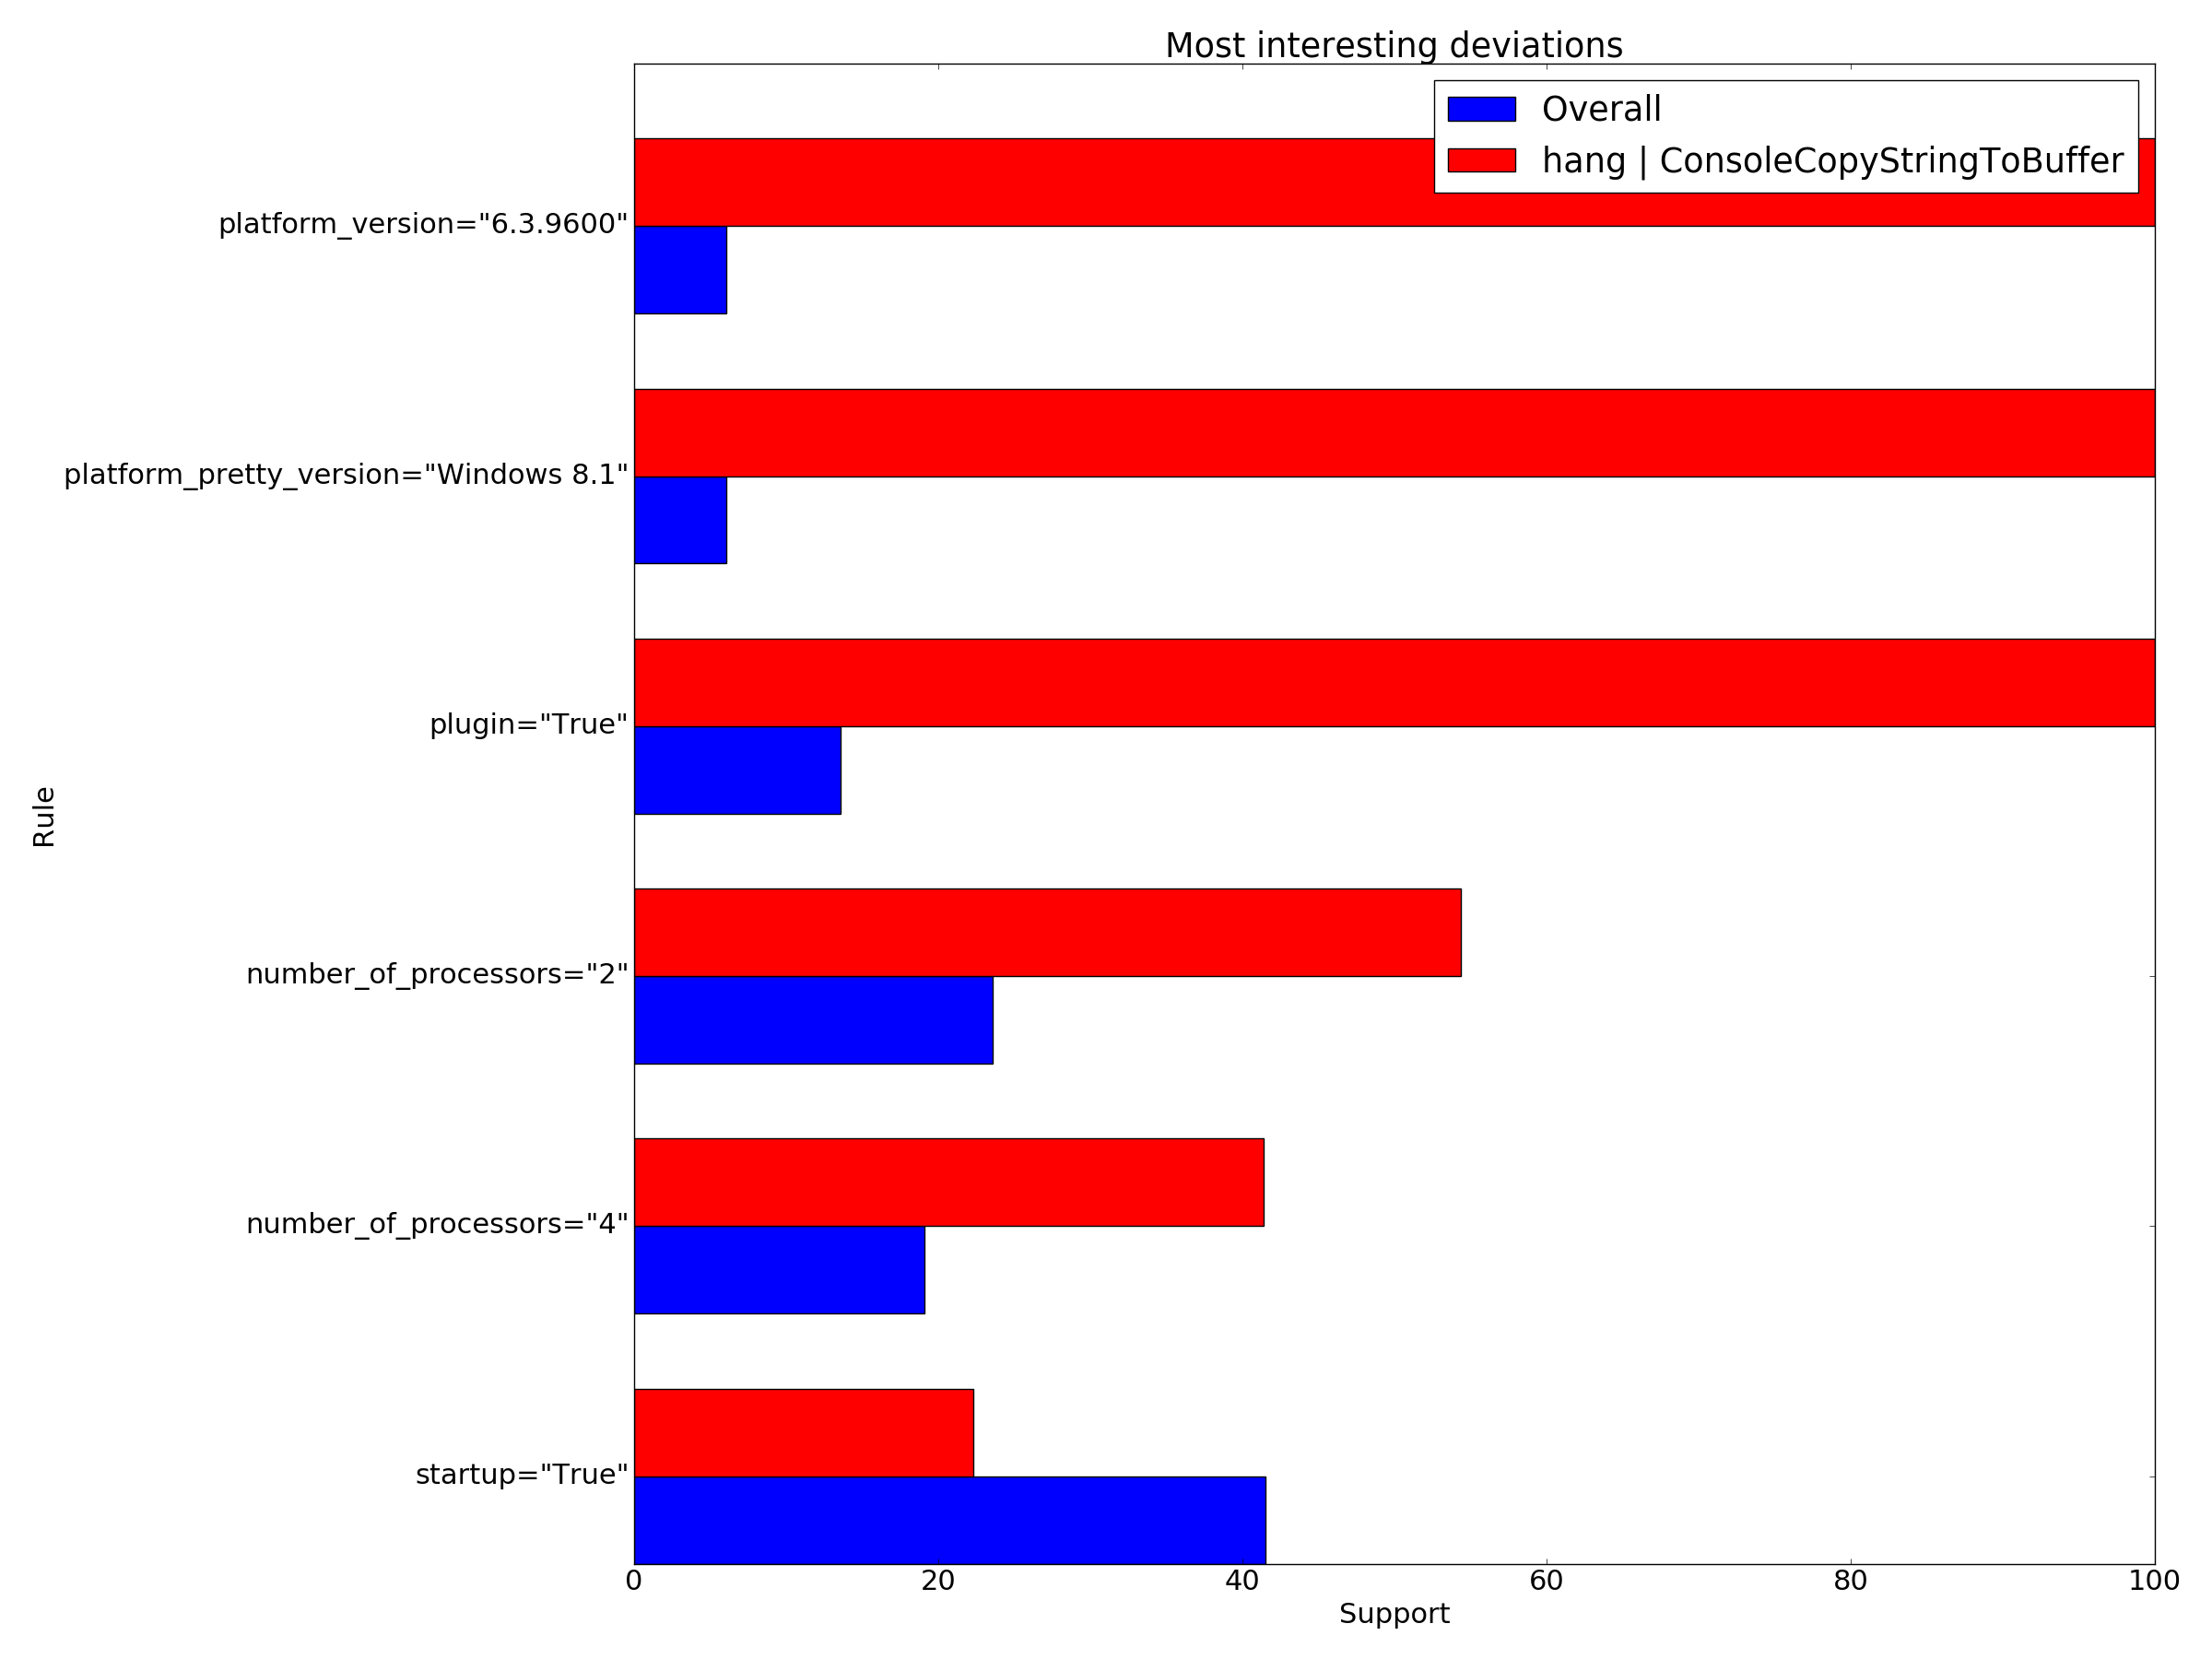 Most interesting deviations
Overall
hang | ConsoleCopyStringToBuffer
platform_version="6.3.9600"
platform_pretty_version="Windows 8.1"
plugin="True"
Rule
number_of_processors="2"
number_of_processors="4"
startup="True"
0 20 40 60 80 100
Support